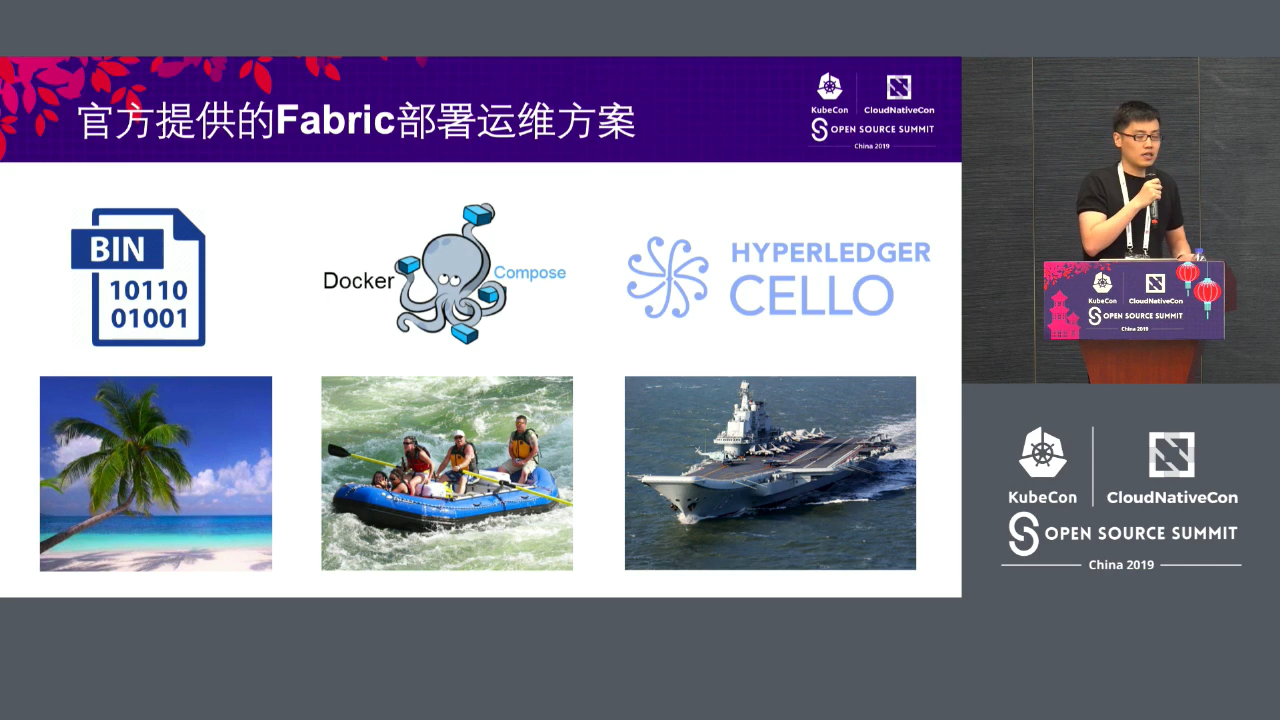 官方提供的Fabric部署运维方案
KubeCon
CloudNativeCon
OPEN SOURCE SUMMIT
China 2019
BIN
10110
01001
Docker
Compose
HYPERLEDGER
CELLO
KubeCon
CloudNativeCon
OPEN SOURCE SUMMIT
China 2019
KubeCon
CloudNativeCon
OPEN SOURCE SUMMIT
China 2019